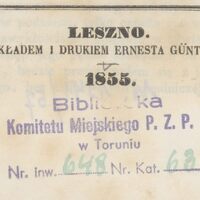 LESZNO.
KŁADEM I DRUKIEM ERNESTA GÜNT
1855.
Biblioteka
Komitetu Miejskiego P. Z. P. 
w Toruniu
Nr. inw. 648 Nr. Kat. 63